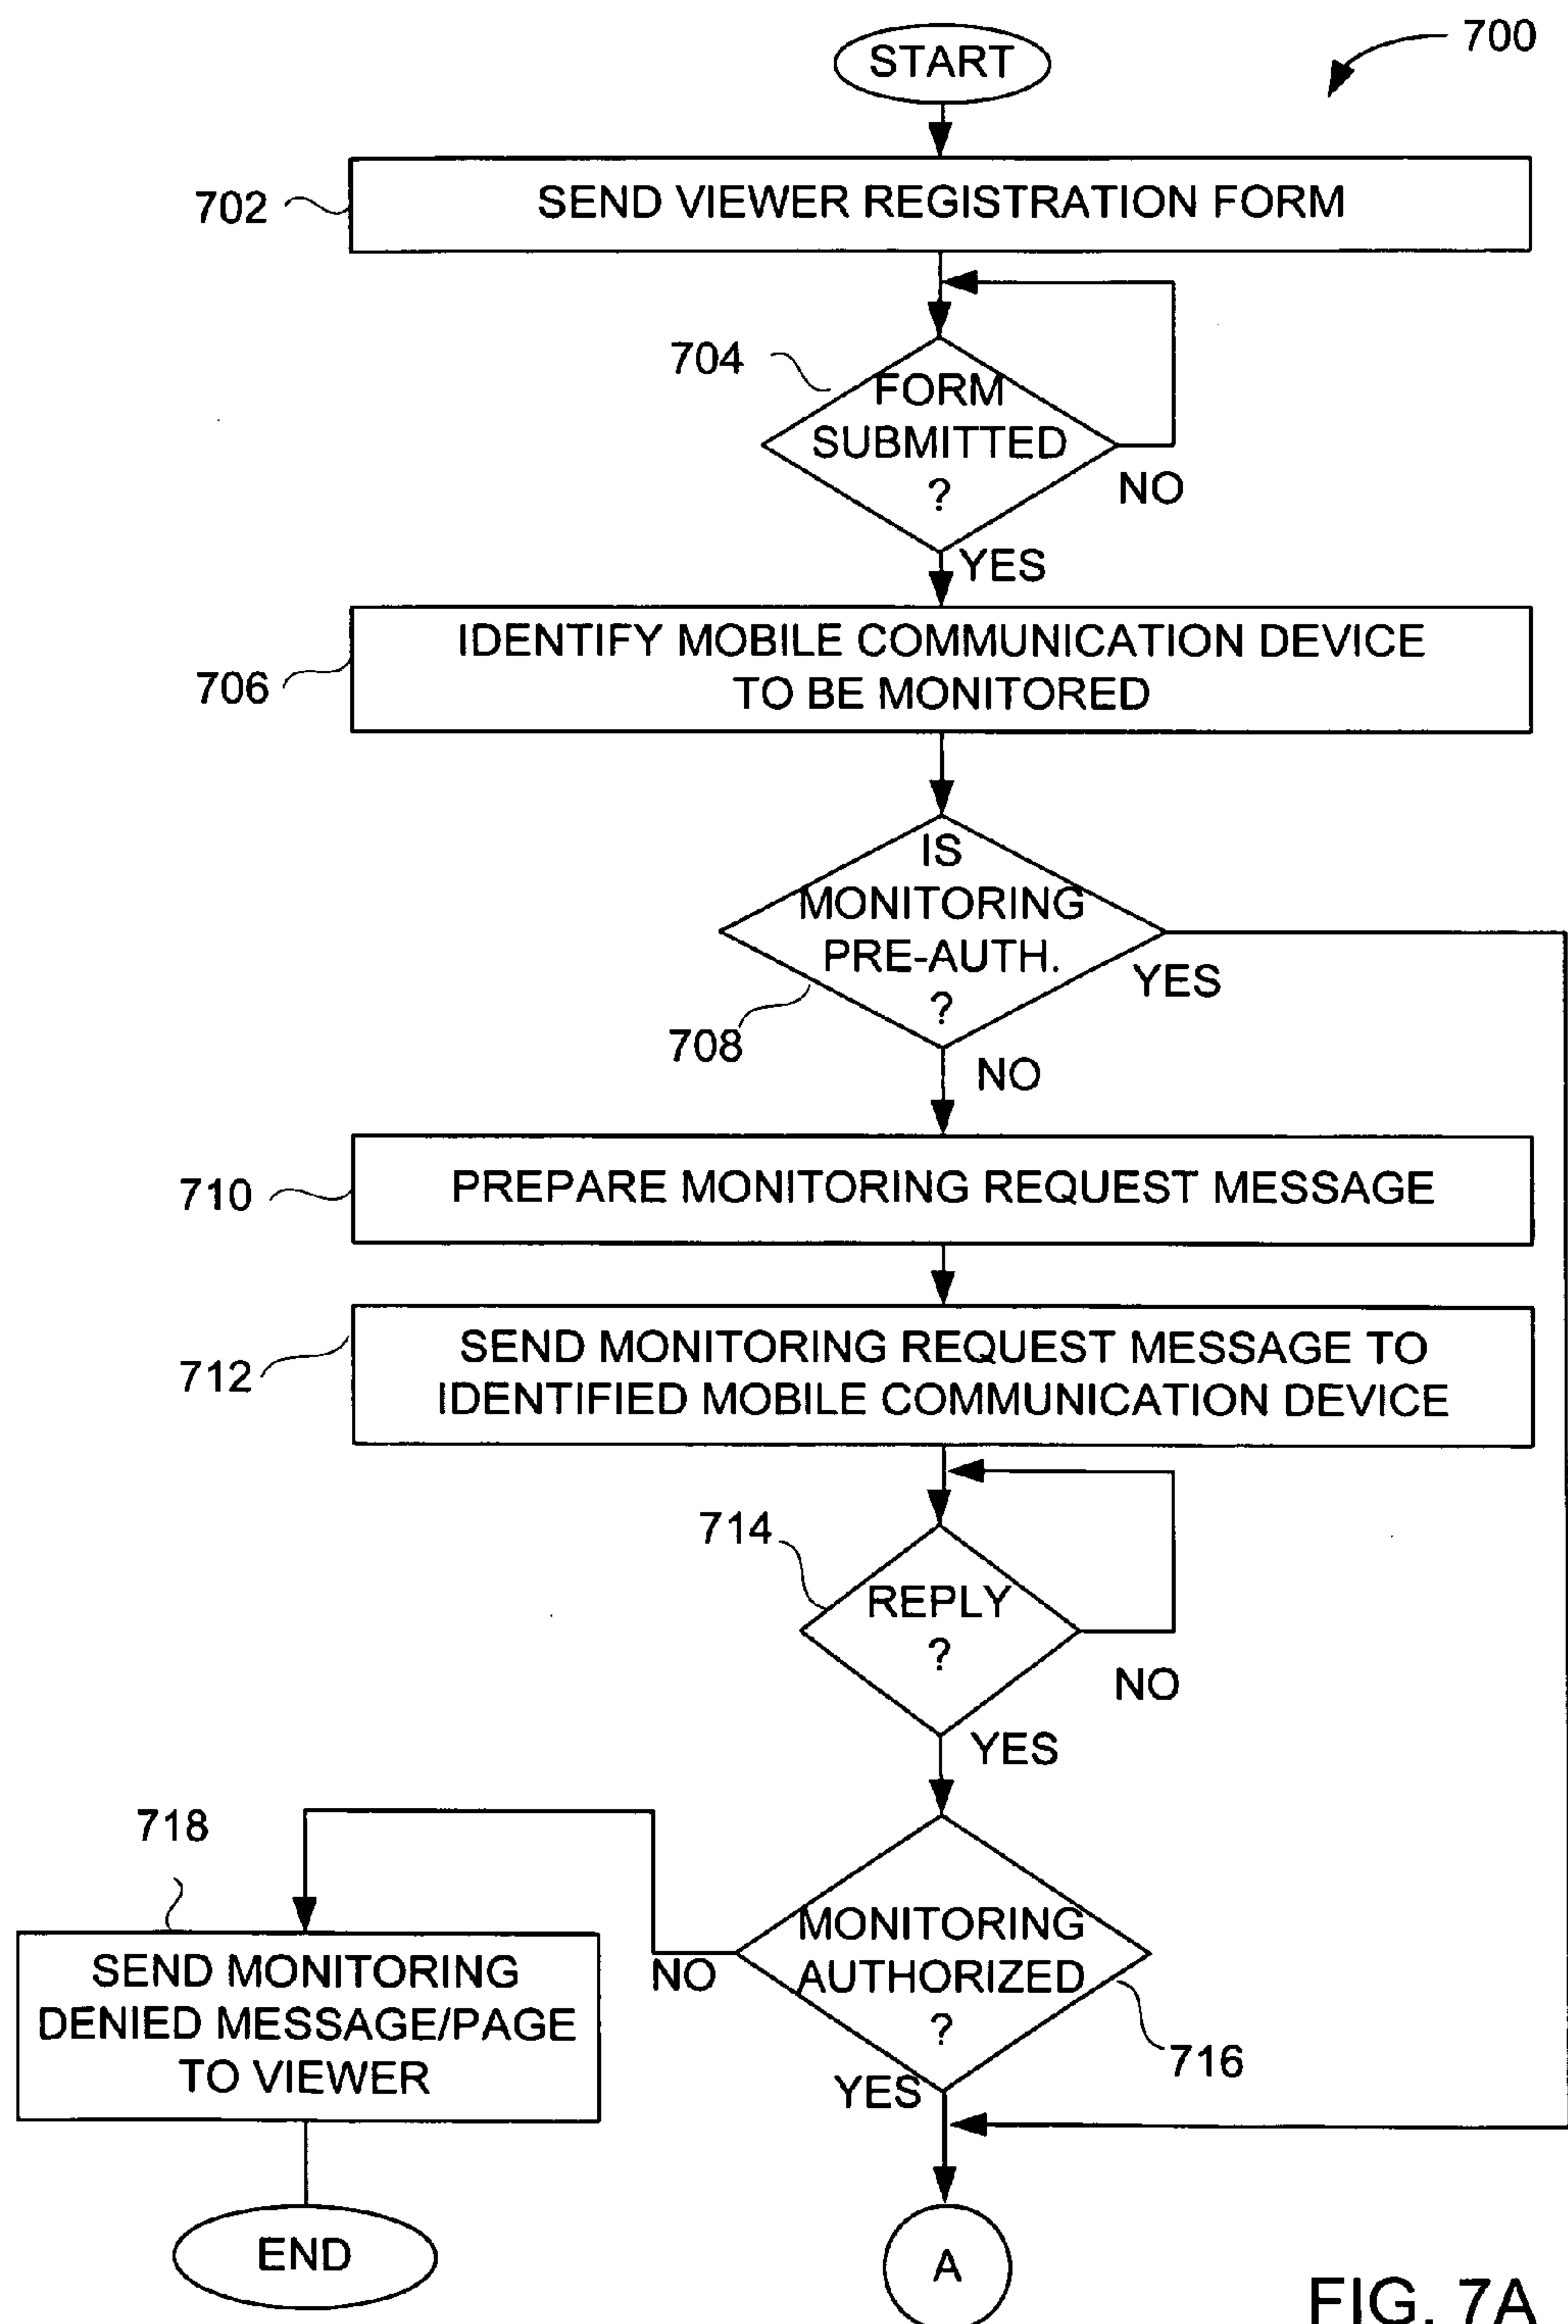 START
700
702
SEND VIEWER REGISTRATION FORM
704
FORM
SUBMITTED
?
NO
YES
706
IDENTIFY MOBILE COMMUNICATION DEVICE
TO BE MONITORED
IS
MONITORING
PRE-AUTH.
?
YES
708
NO
710
PREPARE MONITORING REQUEST MESSAGE
712
SEND MONITORING REQUEST MESSAGE TO
IDENTIFIED MOBILE COMMUNICATION DEVICE
714
REPLY
?
NO
YES
718
MONITORING
AUTHORIZED
?
NO
716
YES
SEND MONITORING
DENIED MESSAGE/PAGE
TO VIEWER
END
A
FIG. 7A